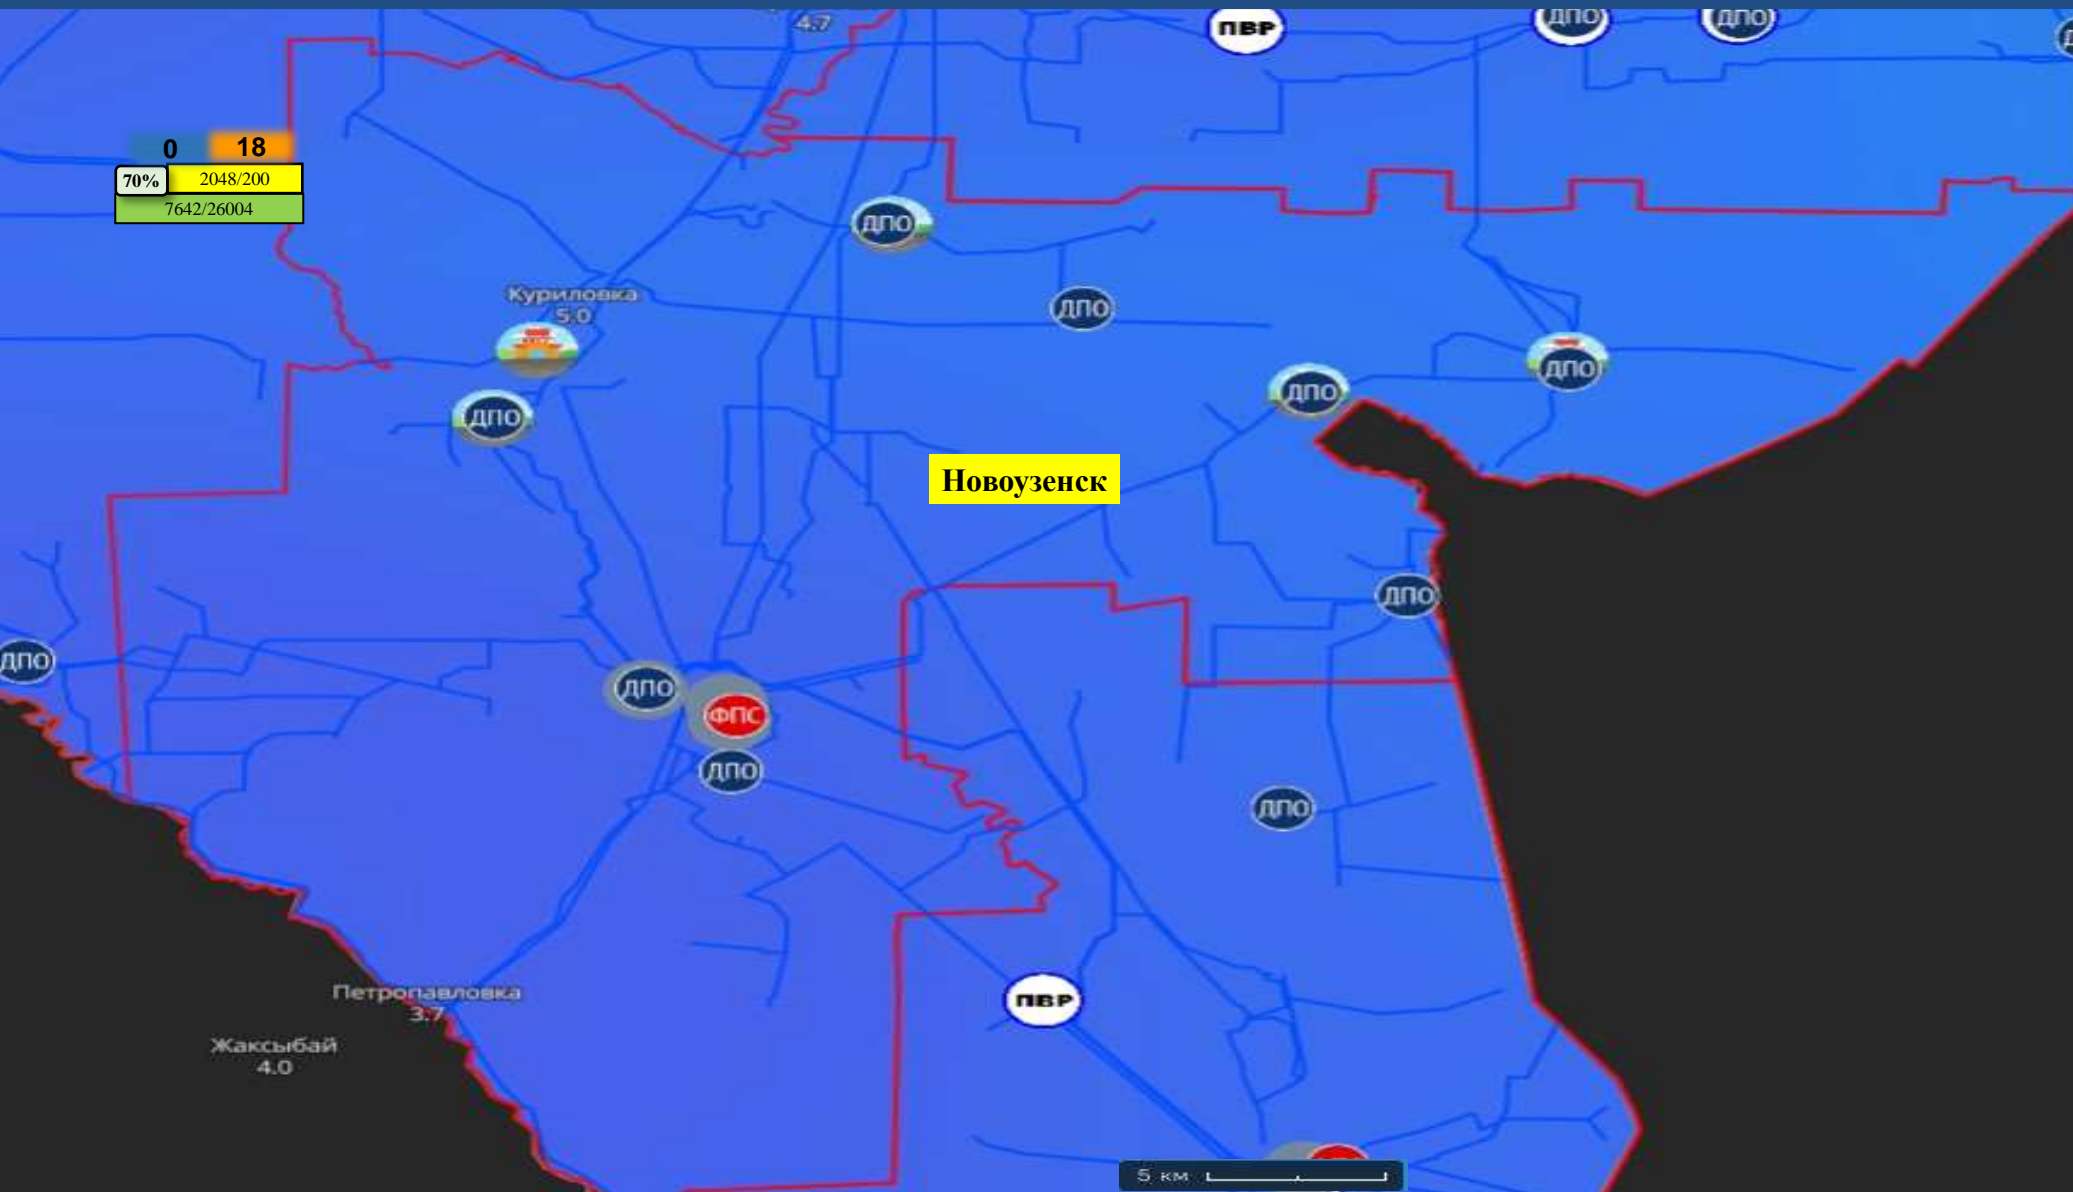 4.7
ПВР
ДПО
ДПО
0 18
70% 2048/200
7642/26004
ДПО
Куриловка
5.0
ДПО
ДПО
ДПО
ДПО
Новоузенск
ДПО
ДПО
ДПО
ФПС
ДПО
ДПО
Петропавловка
3.7
ПВР
Жаксыбай
4.0
5 км